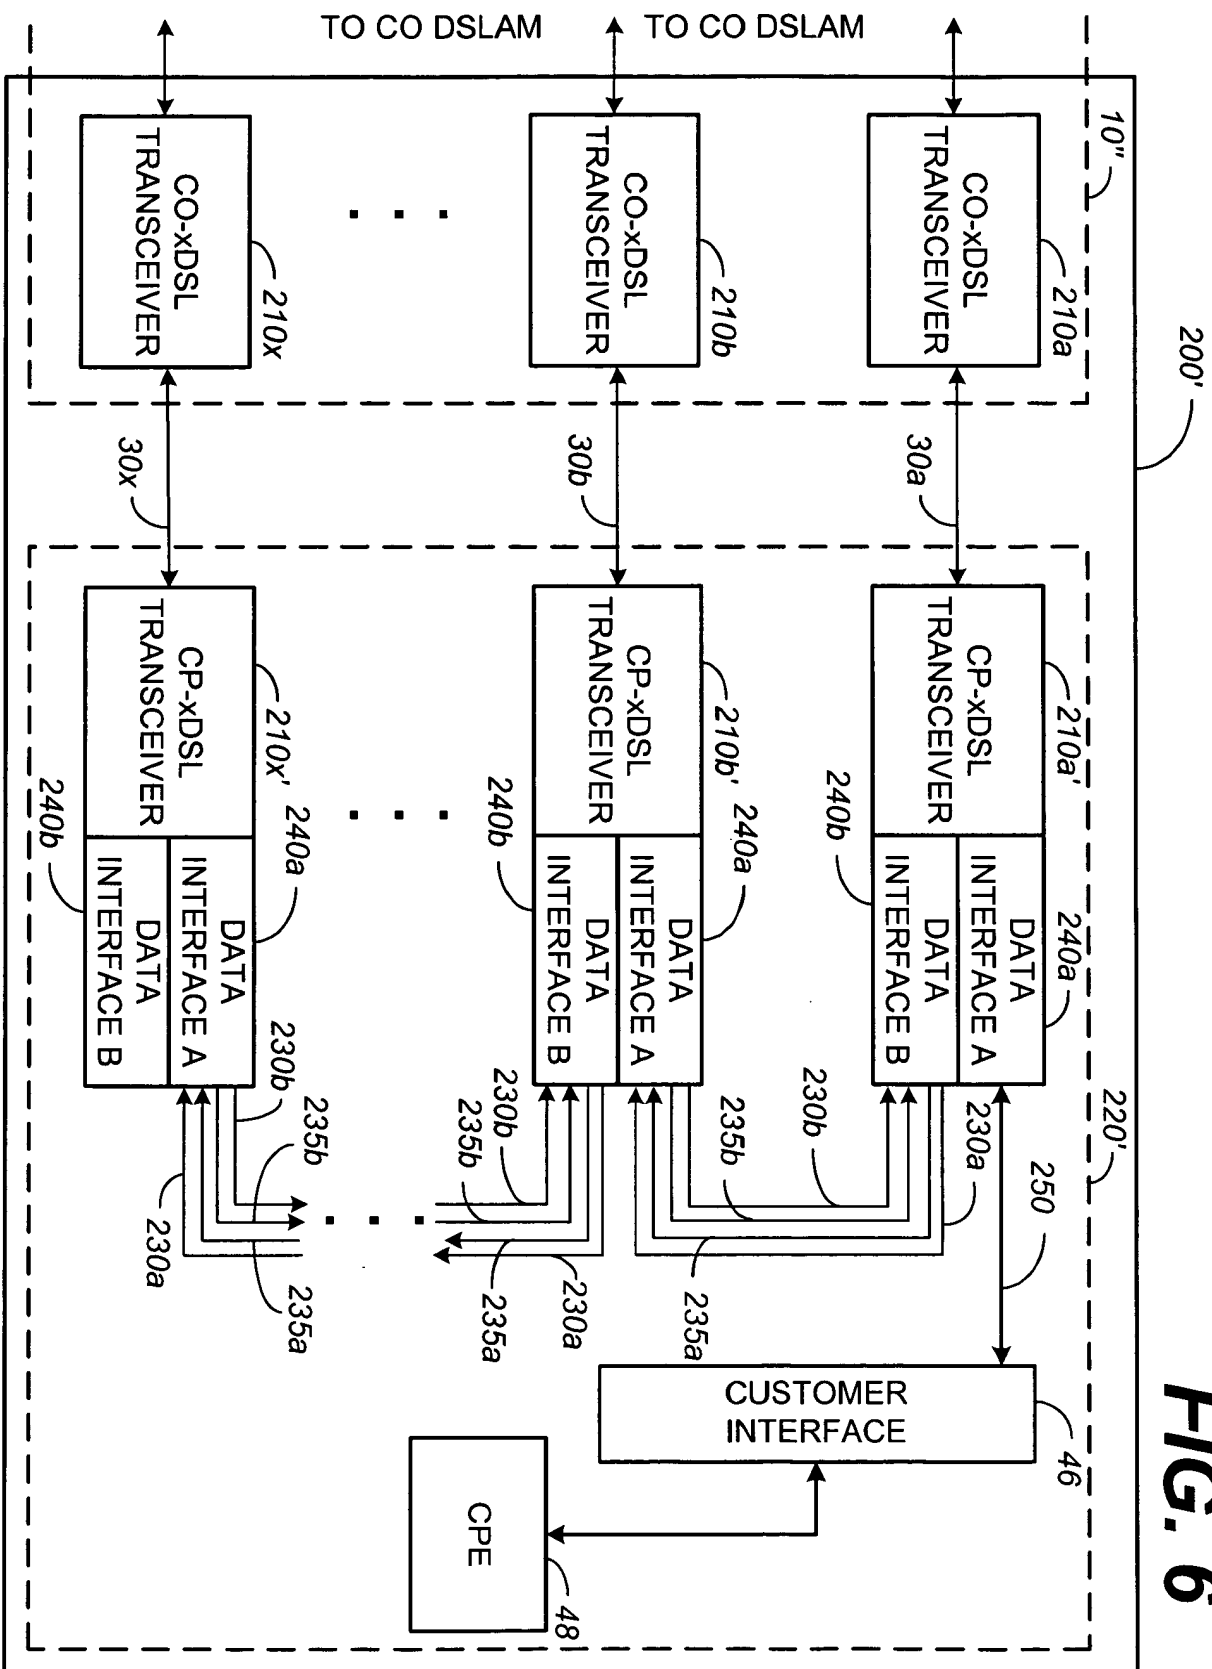 FIG. 6
200'
10"
220'
TO CO DSLAM
TO CO DSLAM
210a
CO-xDSL
TRANSCEIVER
30a
210a'
CP-xDSL
TRANSCEIVER
240a
DATA
INTERFACE A
240b
DATA
INTERFACE B
250
230a
230b
235b
235a
CUSTOMER
INTERFACE
46
210b
CO-xDSL
TRANSCEIVER
30b
210b'
CP-xDSL
TRANSCEIVER
240a
DATA
INTERFACE A
240b
DATA
INTERFACE B
230b
235b
230a
235a
CPE
48
210x
CO-xDSL
TRANSCEIVER
30x
210x'
CP-xDSL
TRANSCEIVER
240a
DATA
INTERFACE A
240b
DATA
INTERFACE B
230b
235b
235a
230a